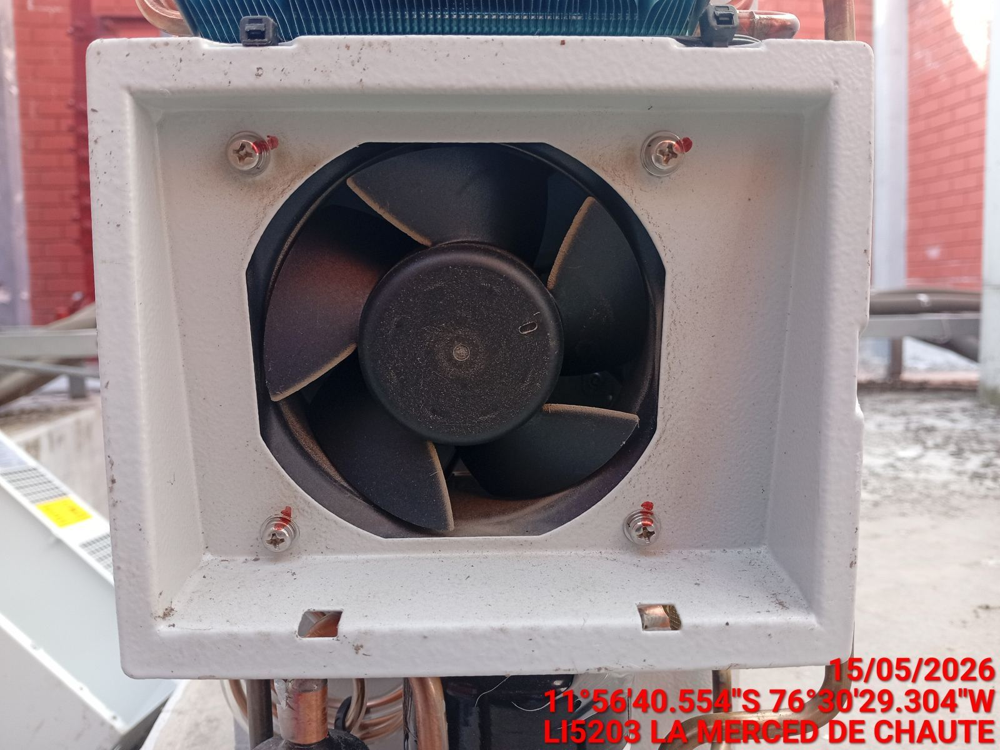 15/05/2026
11°56'40.554"S 76°30'29.304"W
LI5203 LA MERCED DE CHAUTE